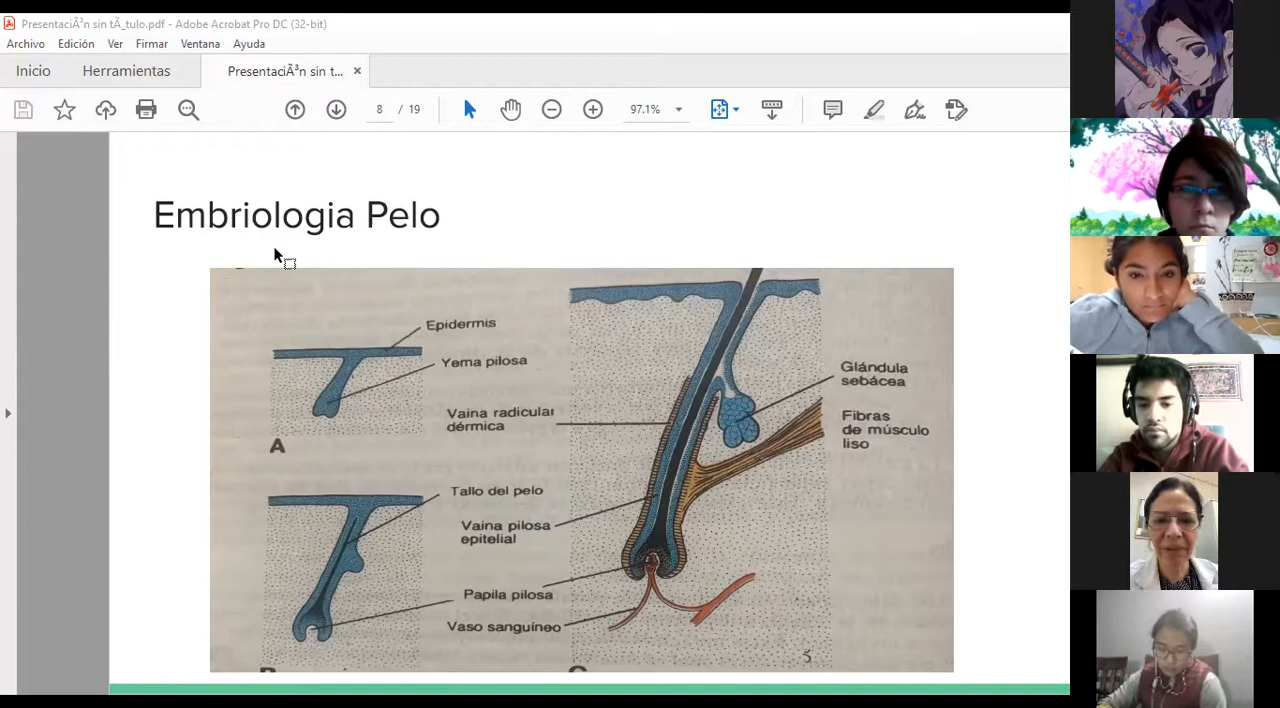 PresentaciÃ³n sin tÃ_tulo.pdf - Adobe Acrobat Pro DC (32-bit)
Archivo Edición Ver Firmar Ventana Ayuda
Inicio Herramientas PresentaciÃ³n sin t... ×
8 / 19 97.1%
Embriologia Pelo
Epidermis
Yema pilosa
Vaina radicular
dérmica
A
Tallo del pelo
Vaina pilosa
epitelial
Papila pilosa
Vaso sanguíneo
Glándula
sebácea
Fibras
de músculo
liso
5